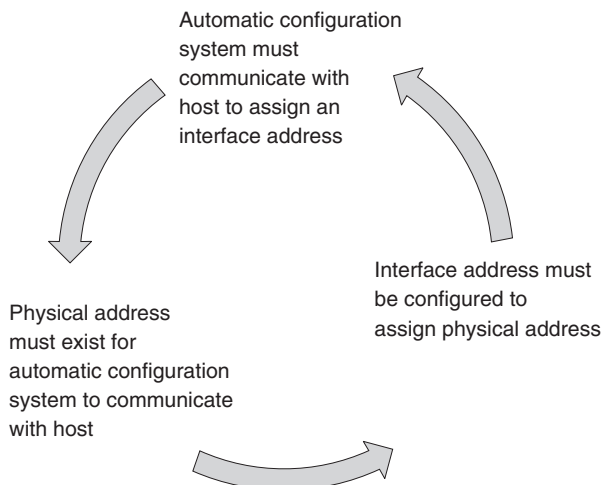 Automatic configuration
system must
communicate with
host to assign an
interface address
Interface address must
be configured to
assign physical address
Physical address
must exist for
automatic configuration
system to communicate
with host